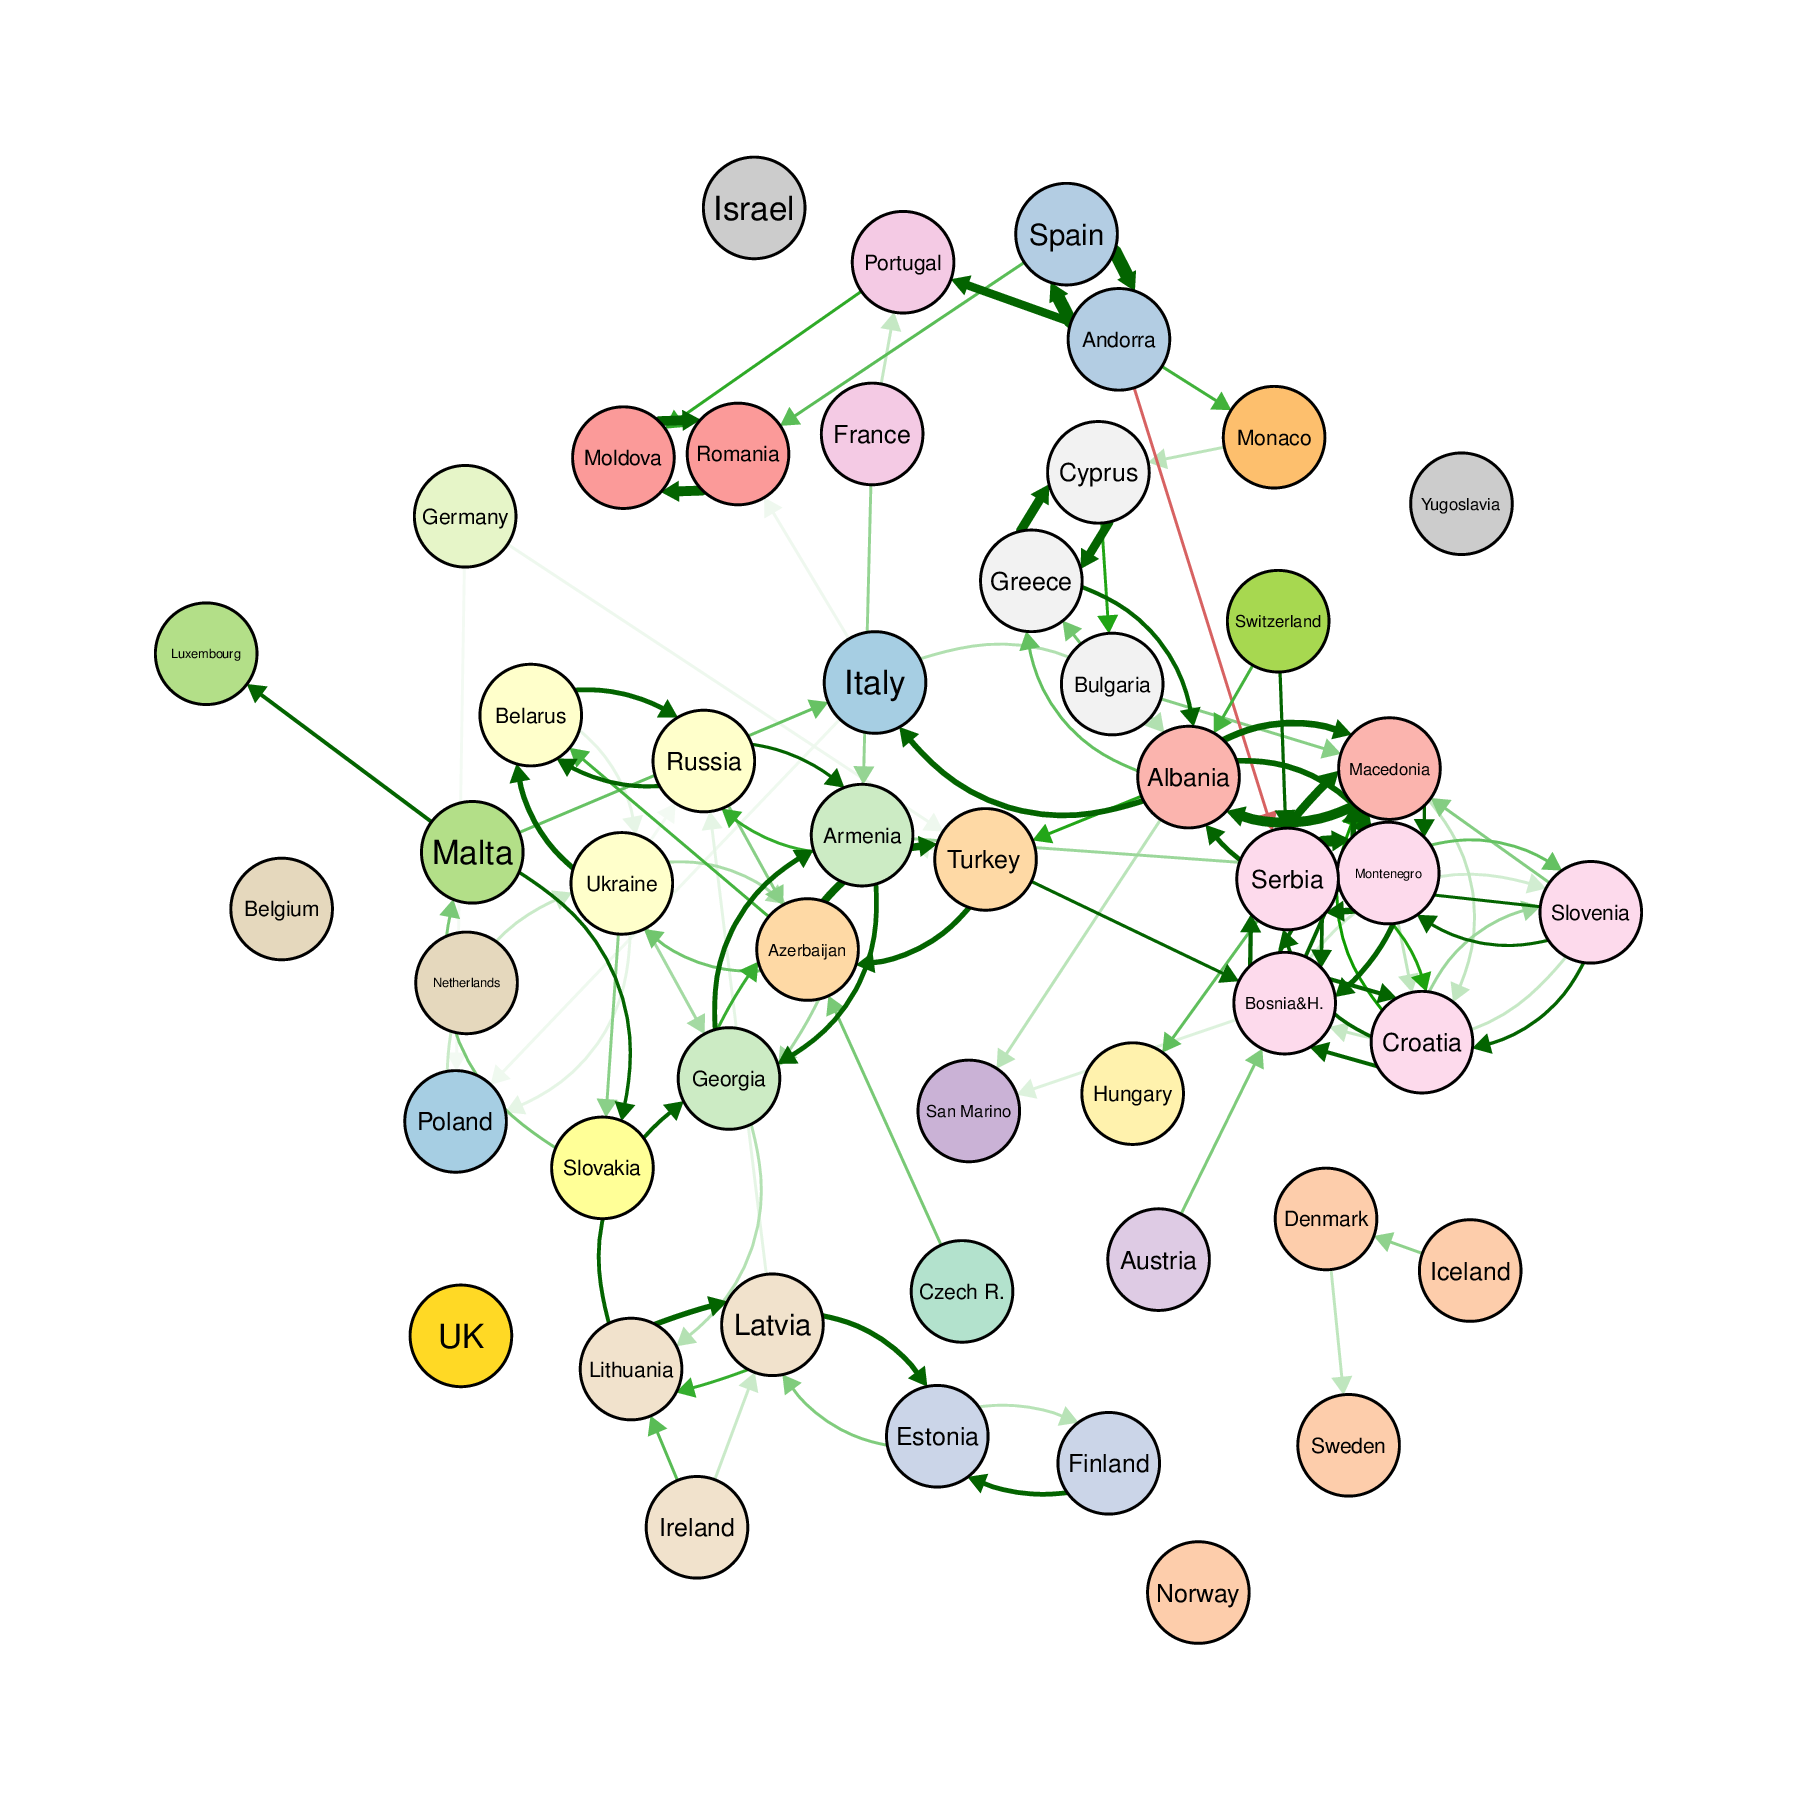 Israel
Spain
Portugal
Andorra
France
Monaco
Moldova
Romania
Cyprus
Yugoslavia
Germany
Greece
Switzerland
Luxembourg
Italy
Bulgaria
Belarus
Russia
Albania
Macedonia
Malta
Armenia
Turkey
Ukraine
Serbia
Montenegro
Belgium
Slovenia
Azerbaijan
Netherlands
Bosnia&H.
Croatia
Georgia
Hungary
San Marino
Poland
Slovakia
Denmark
Austria
Iceland
Czech R.
UK
Latvia
Lithuania
Estonia
Sweden
Finland
Ireland
Norway